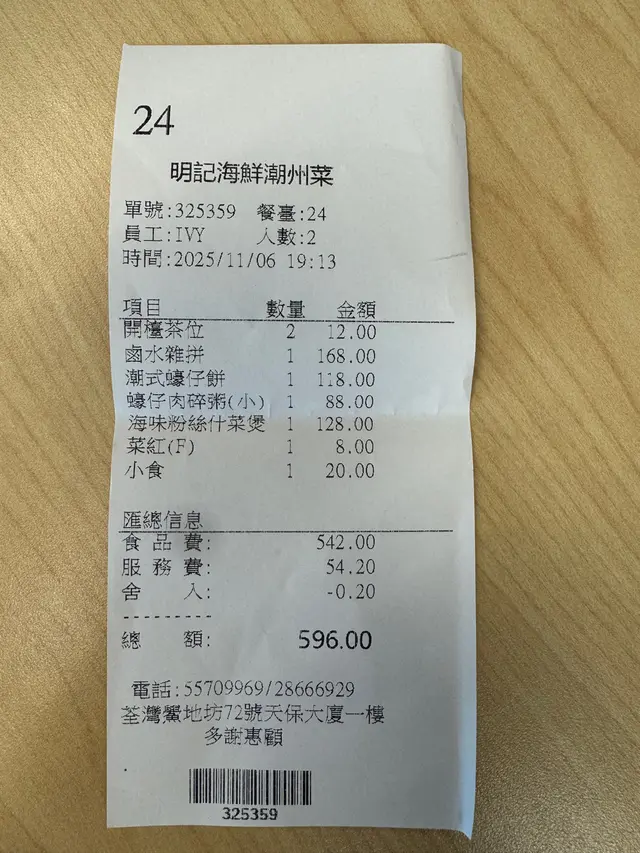 24
明記海鮮潮州菜
單號:325359 餐臺:24
員工:IVY 人數:2
時間:2025/11/06 19:13
項目 數量 金額
開檯茶位 2 12.00
鹵水雜拼 1 168.00
潮式蠔仔餅 1 118.00
蠔仔肉碎粥(小) 1 88.00
海味粉絲什菜煲 1 128.00
菜紅(F) 1 8.00
小食 1 20.00
匯總信息
食品費: 542.00
服務費: 54.20
舍入: -0.20
---------
總額: 596.00
電話:55709969/28666929
荃灣鱟地坊72號天保大廈一樓
多謝惠顧
325359